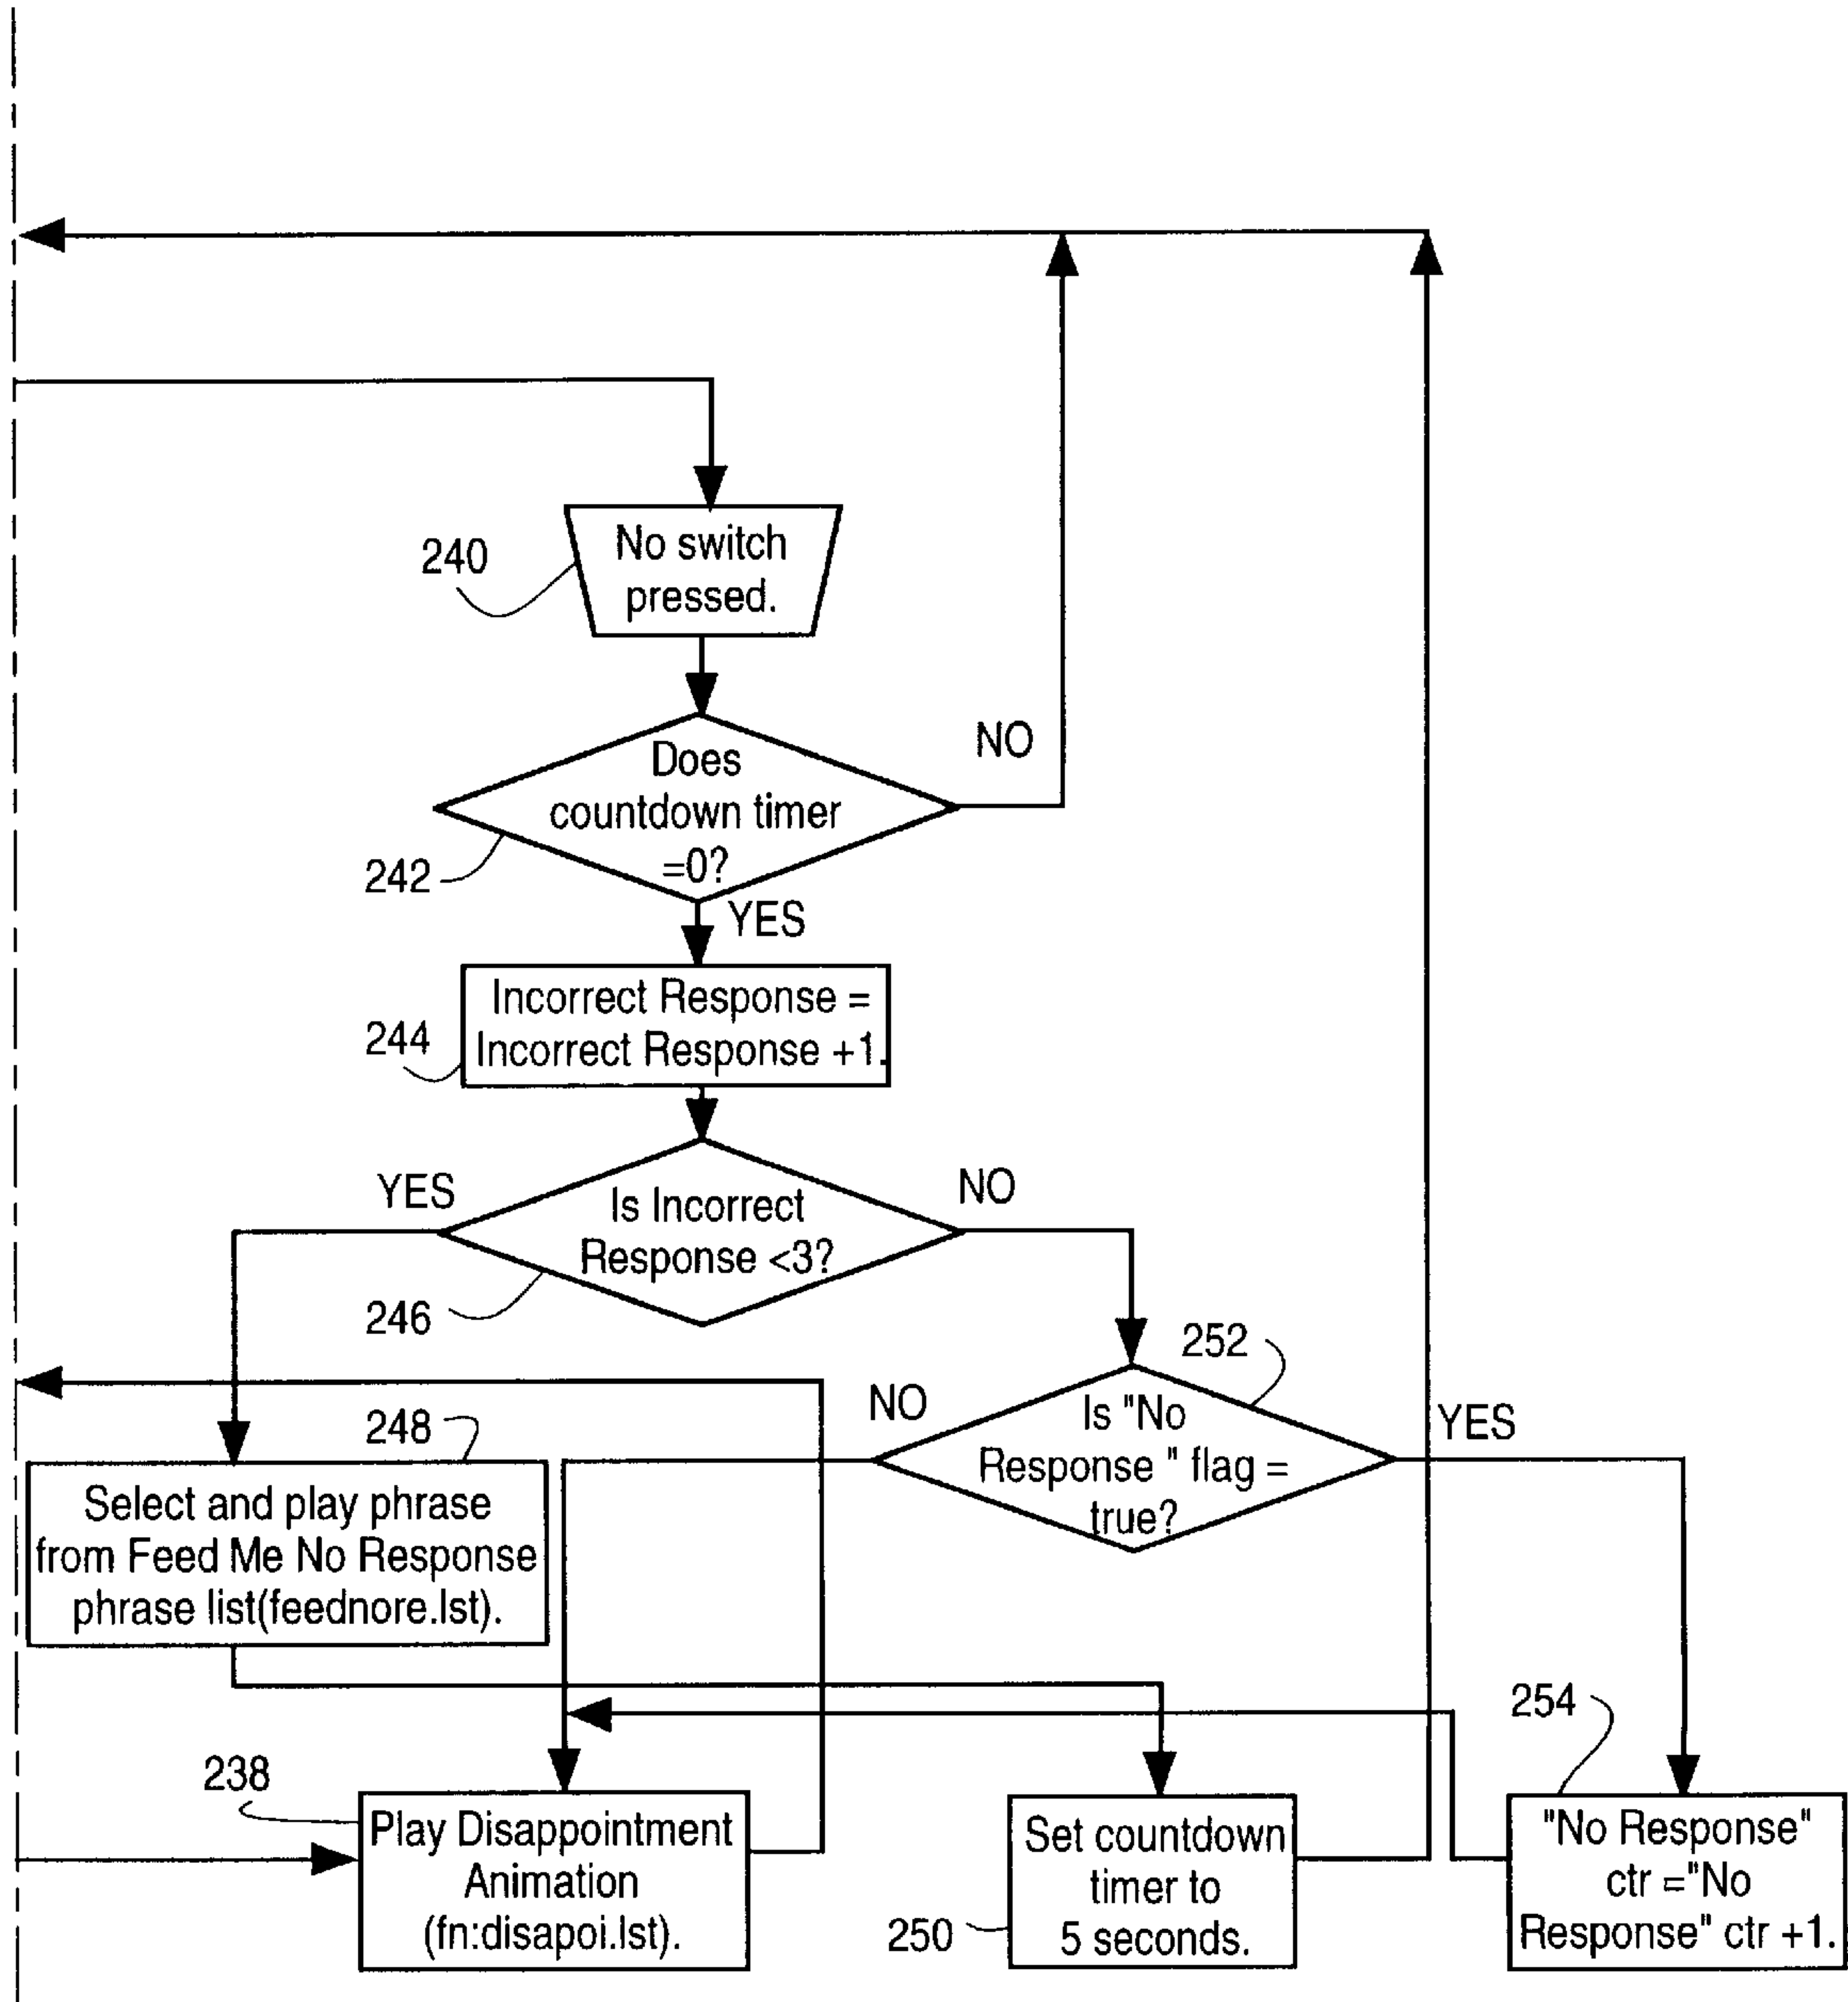 No switch
pressed.
240
Does
countdown timer
=0?
NO
242
YES
Incorrect Response =
Incorrect Response +1.
244
YES
NO
Is Incorrect
Response <3?
246
252
NO
Is "No
Response " flag =
true?
YES
248
Select and play phrase
from Feed Me No Response
phrase list(feednore.lst).
238
Play Disappointment
Animation
(fn:disapoi.lst).
Set countdown
timer to
5 seconds.
250
254
"No Response"
ctr ="No
Response" ctr +1.